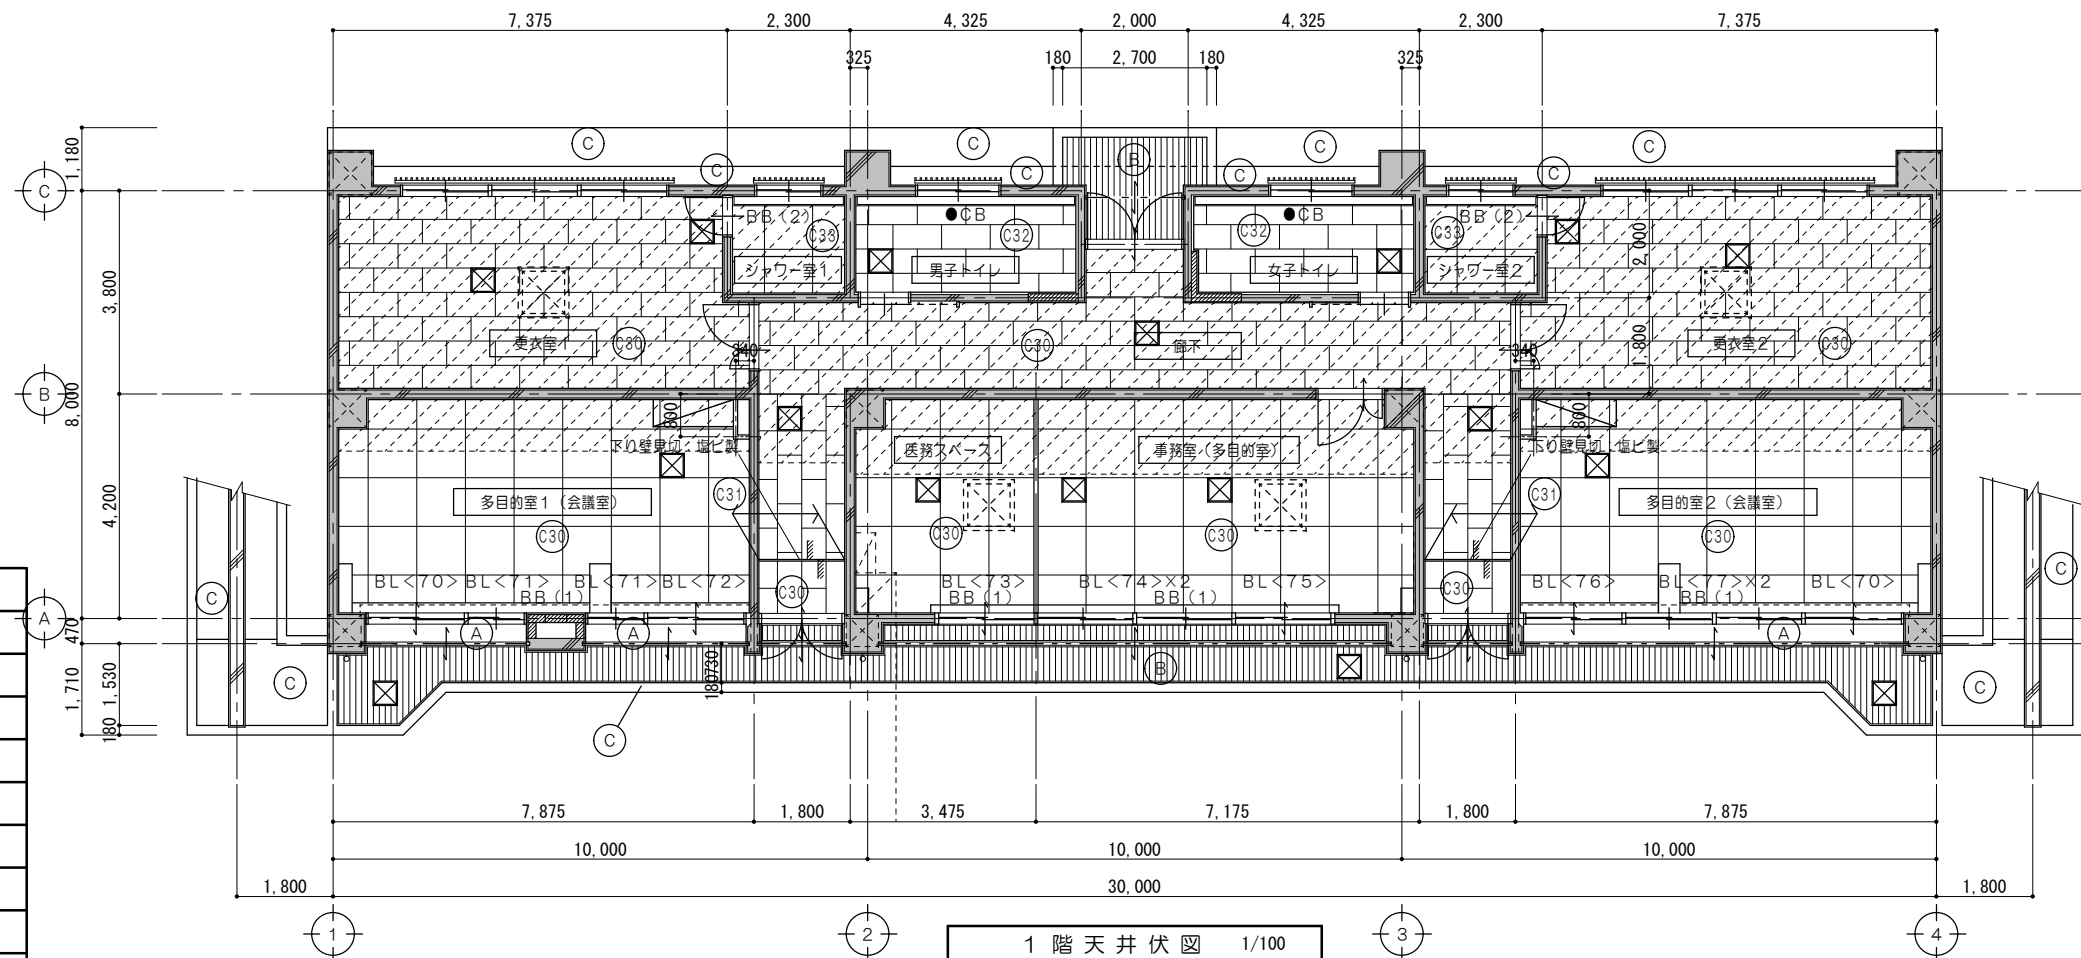 7,375 2,300 4,325 2,000 4,325 2,300 7,375
325 180 2,700 180 325
1,180
C C C C
C C B C C
C
BB(2) ●CB ●CB BB(2)
C33 C32 C32 C33
シャワー室1 男子トイレ 女子トイレ シャワー室2
2,000
3,800
更衣室1 C30 C30 廊下 更衣室2 C30
340 340
1,800
B
8,000
800 800
下り壁見切：塩ビ製 医務スペース 事務室（多目的室） 下り壁見切：塩ビ製
多目的室1（会議室） C31 C31 多目的室2（会議室）
4,200
C30 C30 C30 C30
BL<70> BL<71> BL<71> BL<72> BL<73> BL<74>×2 BL<75> BL<76> BL<77>×2 BL<70>
BB(1) BB(1) BB(1) BB(1)
C30 C30
C C
A
470
A A A
B
1,710 1,530
180730
C C
180
C
7,875 1,800 3,475 7,175 1,800 7,875
10,000 10,000 10,000
1,800 30,000 1,800
1 2 3 4
1階天井伏図 1/100